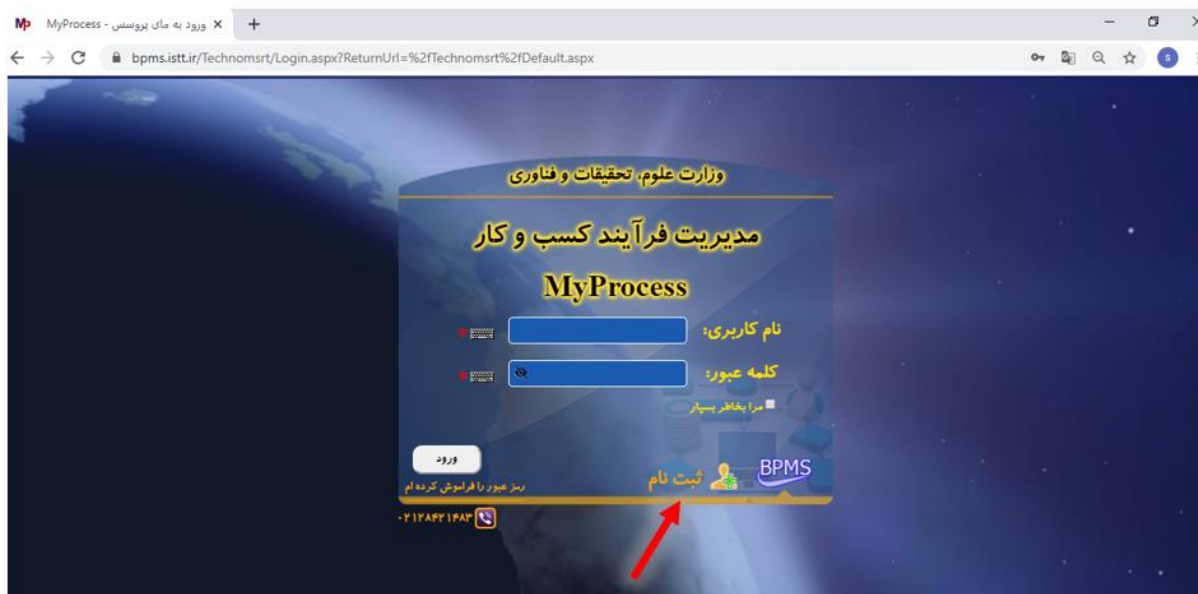 ورود به مای پروسس - MyProcess
bpms.istt.ir/Technomsrt/Login.aspx?ReturnUrl=%2fTechnomsrt%2fDefault.aspx
وزارت علوم، تحقیقات و فناوری
مدیریت فرآیند کسب و کار
MyProcess
نام کاربری:
کلمه عبور:
مرا بخاطر بسپار
ورود
رمز عبور را فراموش کرده ام
ثبت نام
BPMS
۰۲۱۲۸۴۲۱۴۸۳